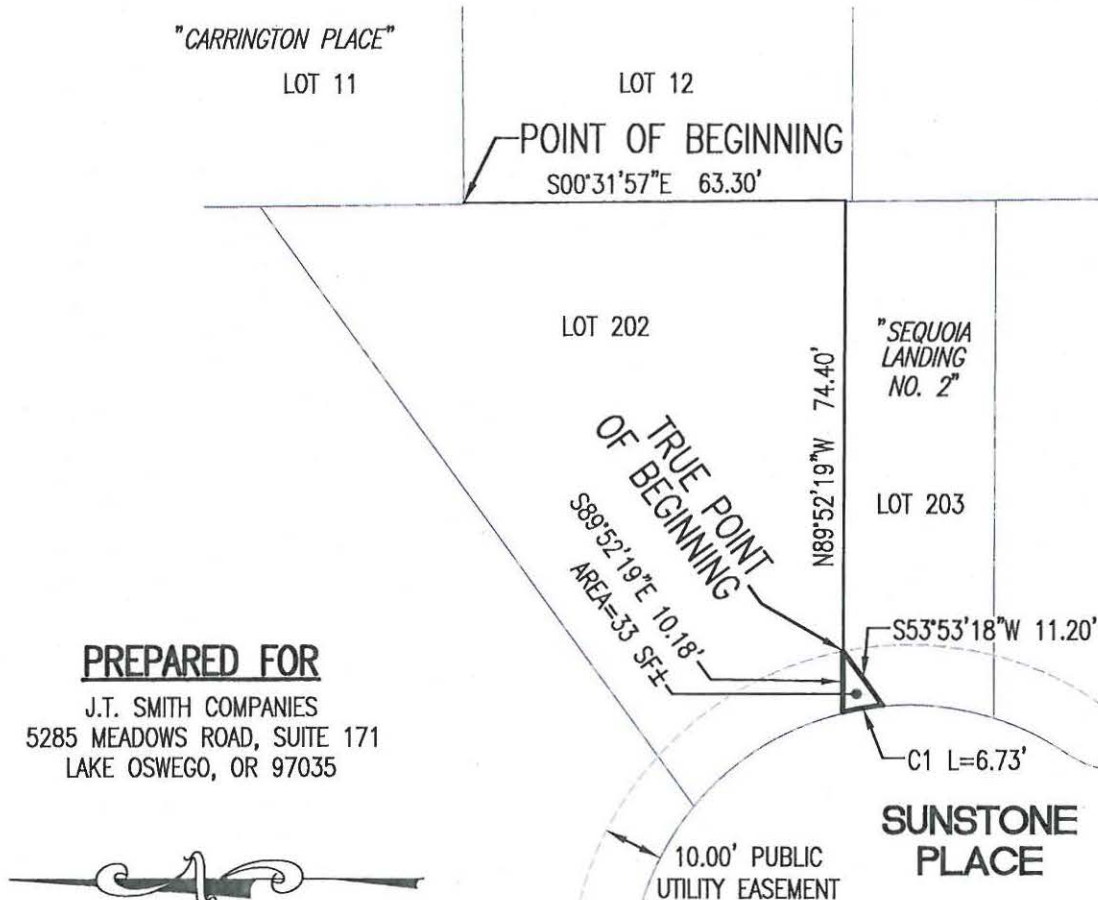 "CARRINGTON PLACE"
LOT 11
LOT 12
POINT OF BEGINNING
S00°31'57"E 63.30'
LOT 202
"SEQUOIA
LANDING
NO. 2"
N89°52'19"W 74.40'
TRUE POINT
OF BEGINNING
S89°52'19"E 10.18'
AREA=33 SF±
LOT 203
S53°53'18"W 11.20'
PREPARED FOR
J.T. SMITH COMPANIES
5285 MEADOWS ROAD, SUITE 171
LAKE OSWEGO, OR 97035
C1 L=6.73'
SUNSTONE
PLACE
10.00' PUBLIC
UTILITY EASEMENT